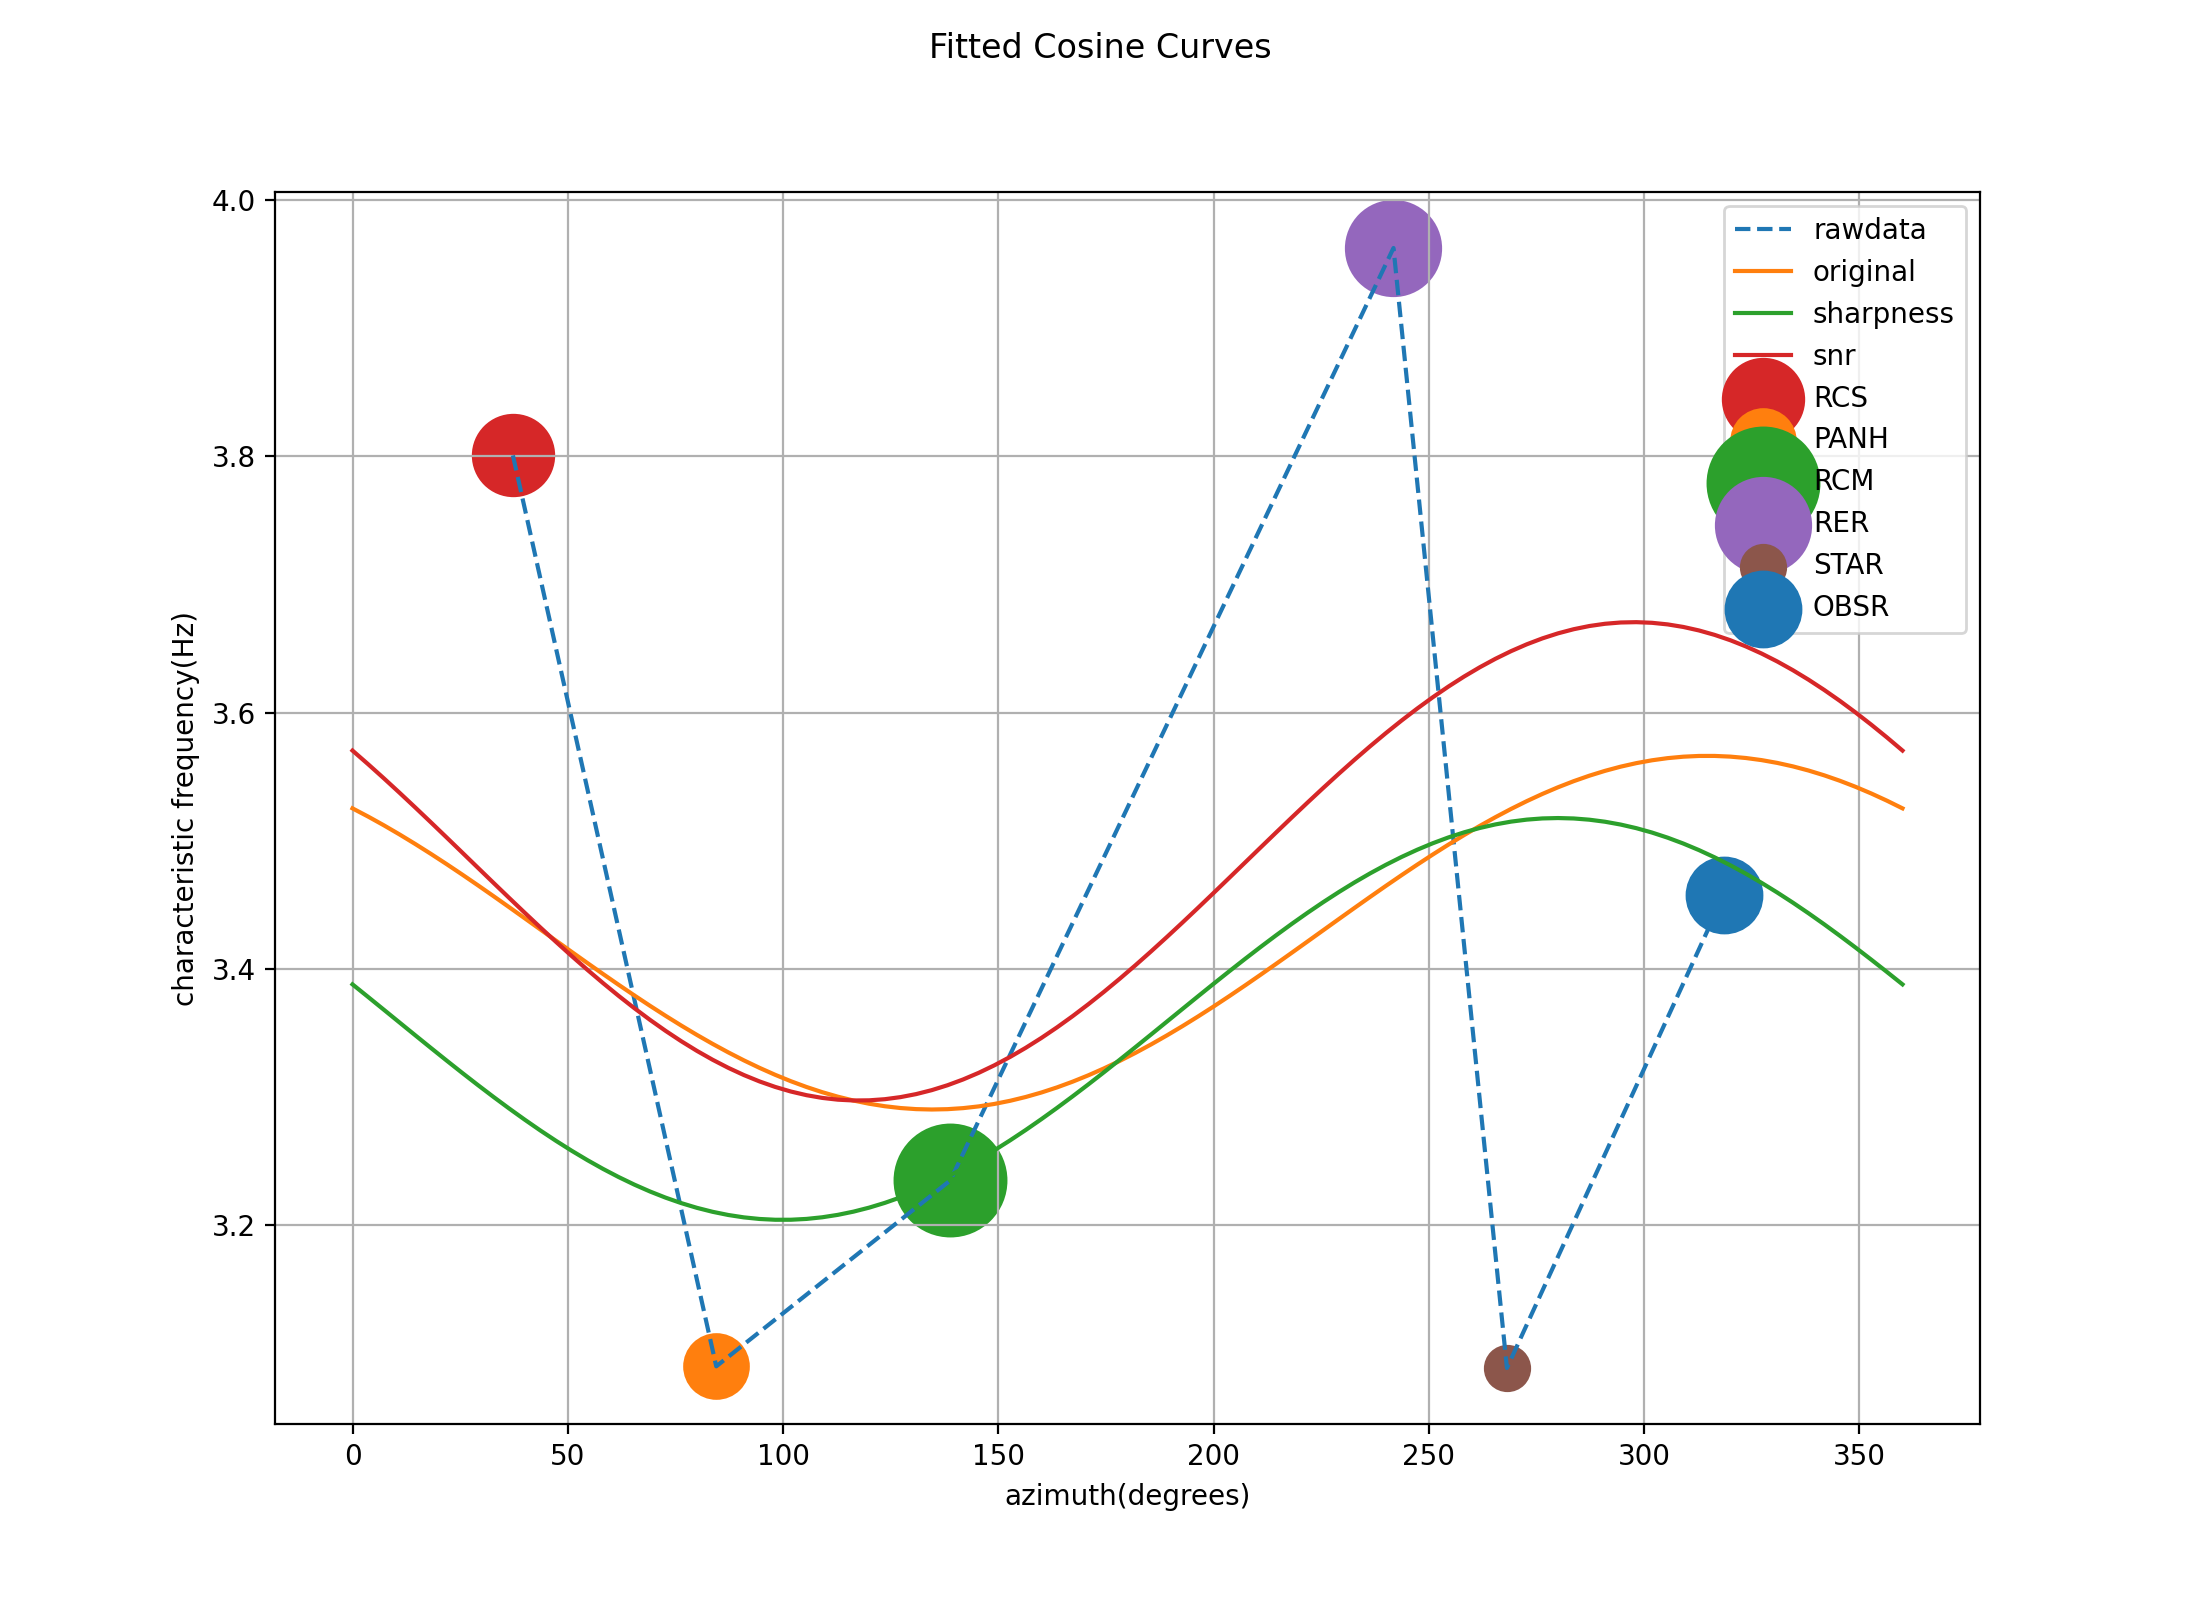 Fitted Cosine Curves
4.0
3.8
3.6
3.4
3.2
characteristic frequency(Hz)
rawdata
original
sharpness
snr
RCS
PANH
RCM
RER
STAR
OBSR
0 50 100 150 200 250 300 350
azimuth(degrees)